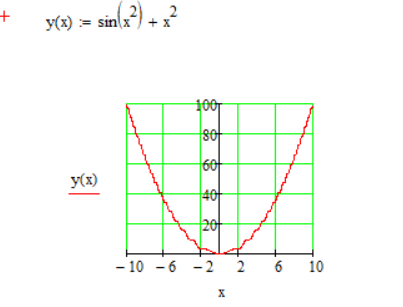 +
y(x) := sin(x²) + x²
100
80
60
y(x)
40
20
−10 −6 −2 2 6 10
x